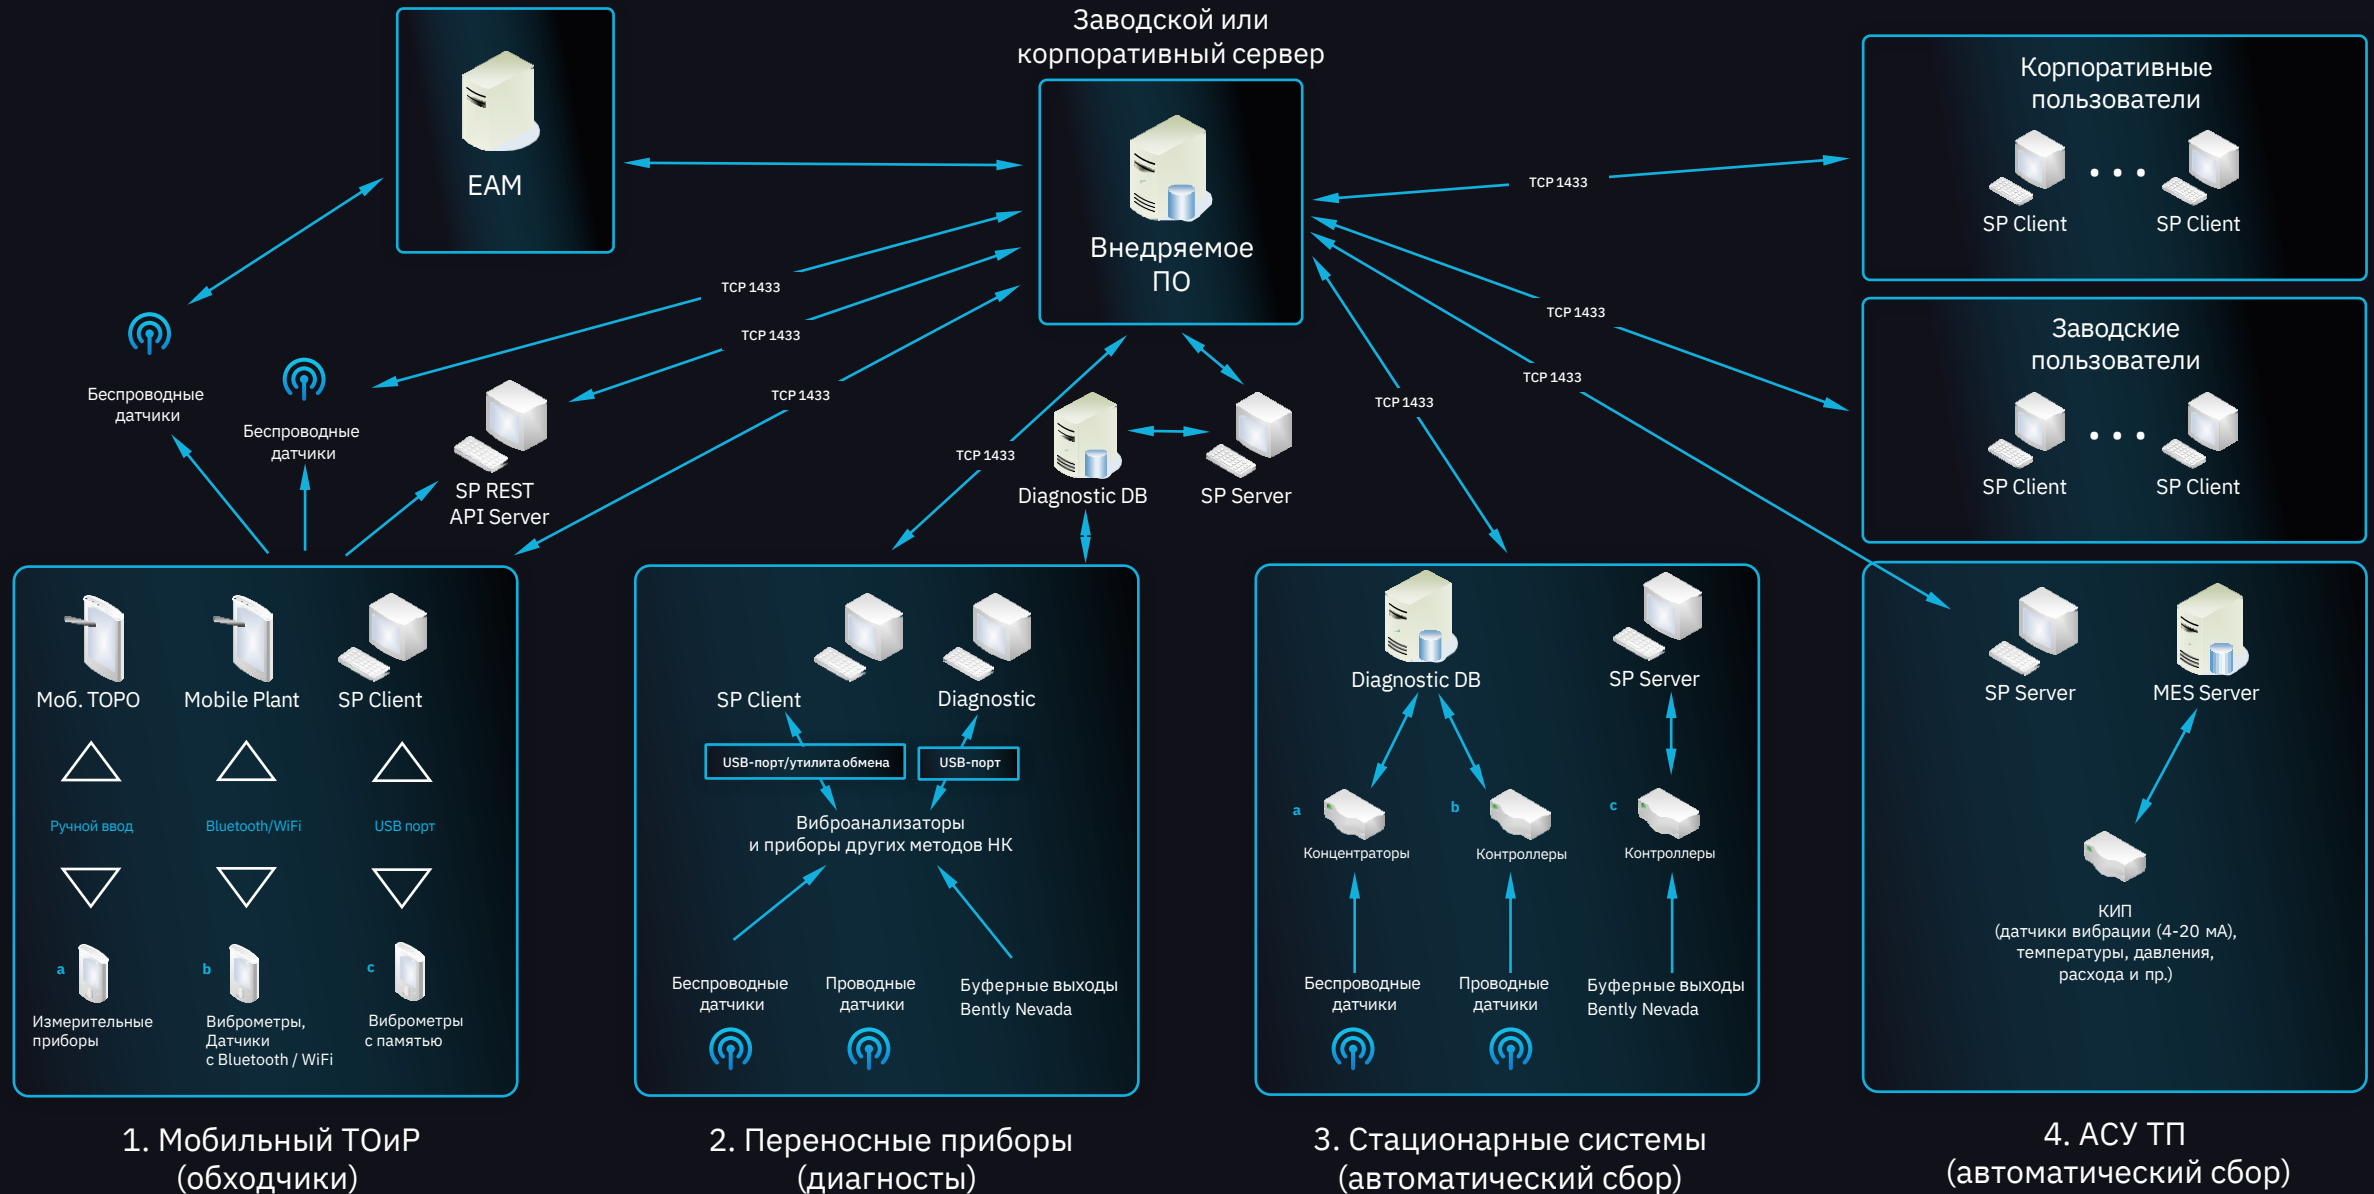 Заводской или
корпоративный сервер
EAM
Внедряемое
ПО
Корпоративные
пользователи
SP Client
SP Client
Заводские
пользователи
SP Client
SP Client
TCP 1433
TCP 1433
TCP 1433
TCP 1433
TCP 1433
TCP 1433
TCP 1433
TCP 1433
Беспроводные
датчики
Беспроводные
датчики
SP REST
API Server
Diagnostic DB
SP Server
Моб. ТОРО
Mobile Plant
SP Client
Ручной ввод
Bluetooth/WiFi
USB порт
a
b
c
Измерительные
приборы
Виброметры,
Датчики
с Bluetooth / WiFi
Виброметры
с памятью
1. Мобильный ТОиР
(обходчики)
SP Client
Diagnostic
USB-порт/утилита обмена
USB-порт
Виброанализаторы
и приборы других методов НК
Беспроводные
датчики
Проводные
датчики
Буферные выходы
Bently Nevada
2. Переносные приборы
(диагносты)
Diagnostic DB
SP Server
a
b
c
Концентраторы
Контроллеры
Контроллеры
Беспроводные
датчики
Проводные
датчики
Буферные выходы
Bently Nevada
3. Стационарные системы
(автоматический сбор)
SP Server
MES Server
КИП
(датчики вибрации (4-20 мА),
температуры, давления,
расхода и пр.)
4. АСУ ТП
(автоматический сбор)